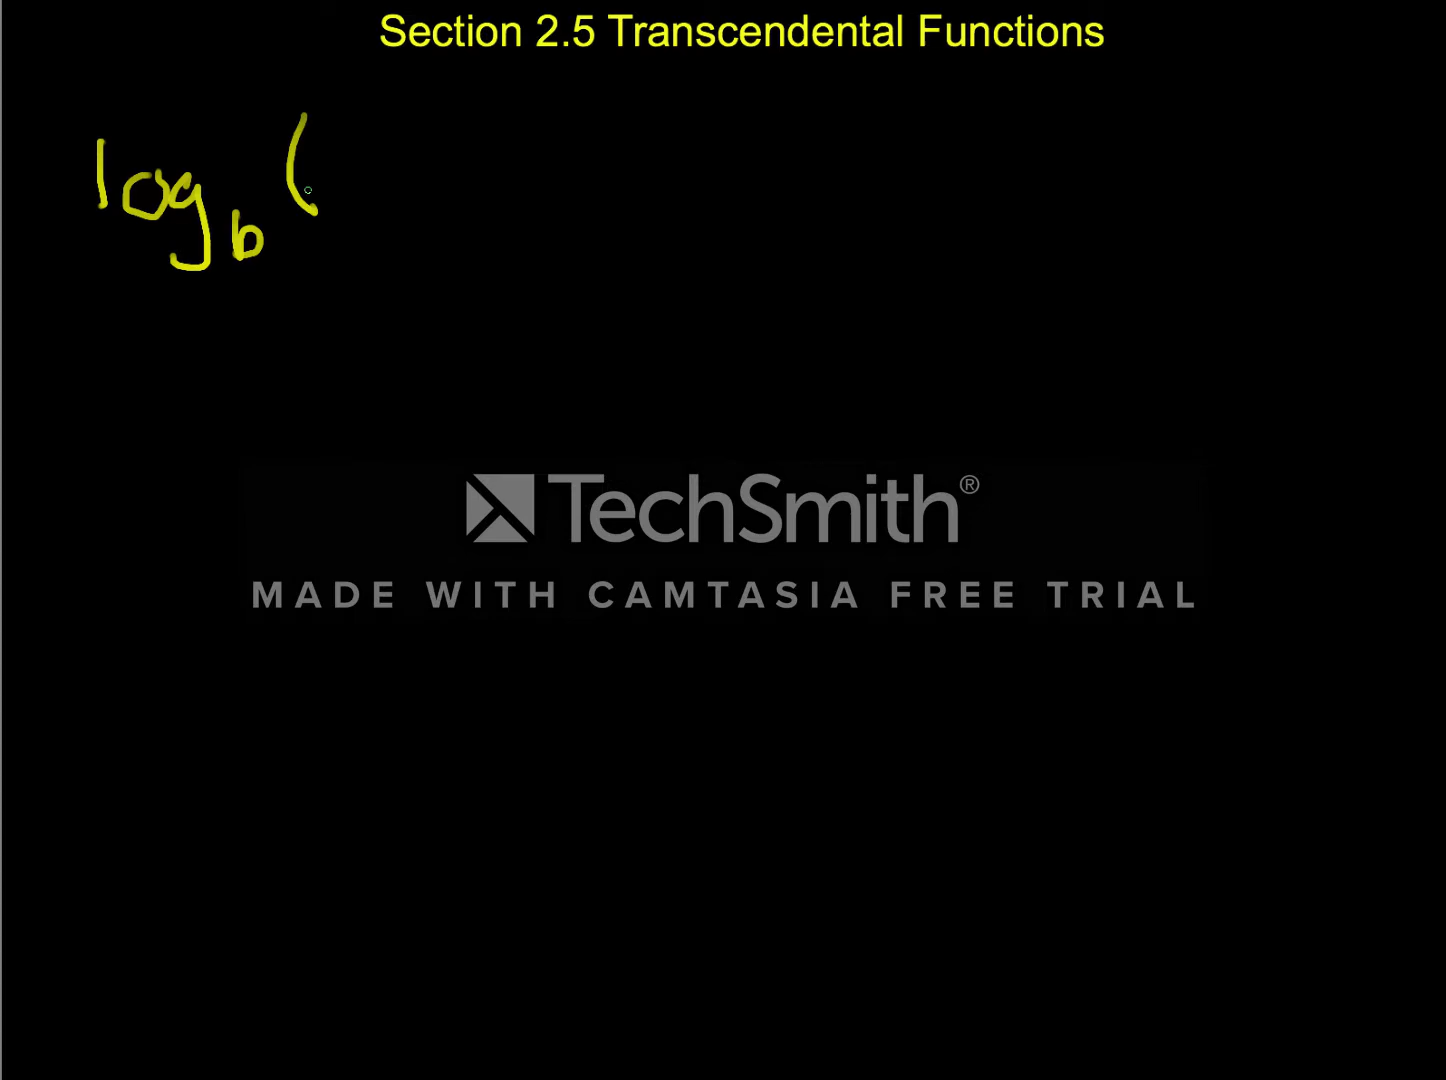 Section 2.5 Transcendental Functions
log_b (
TechSmith®
MADE WITH CAMTASIA FREE TRIAL